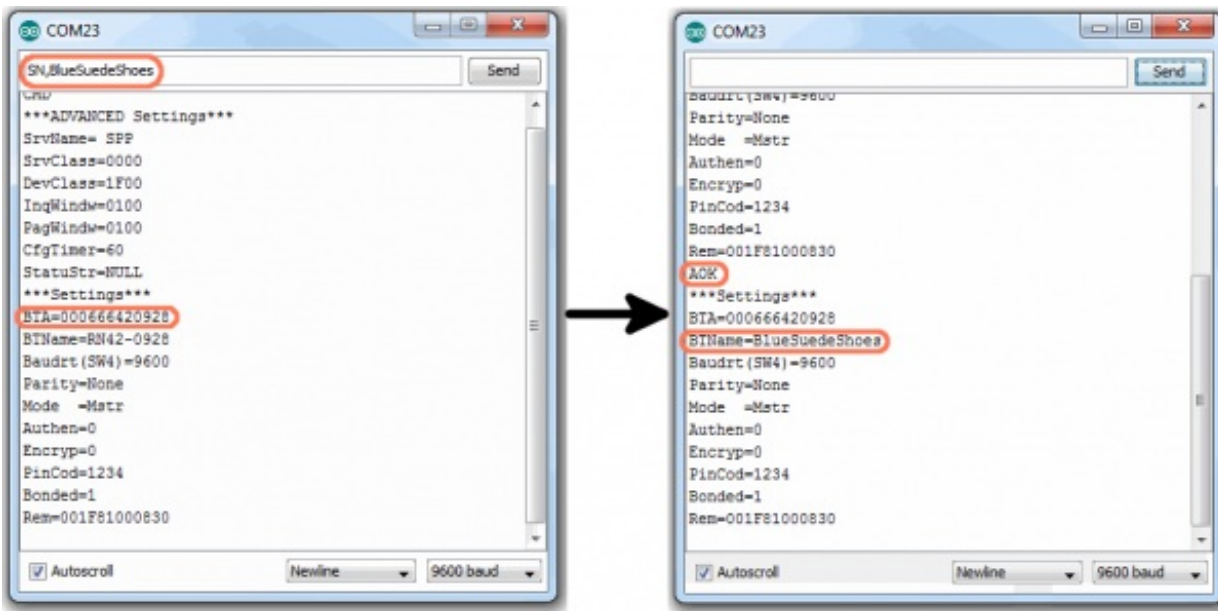 COM23
SN,BlueSuedeShoes
Send
CMD
***ADVANCED Settings***
SrvName= SPP
SrvClass=0000
DevClass=1F00
InqWindw=0100
PagWindw=0100
CfgTimer=60
StatuStr=NULL
***Settings***
BTA=000666420928
BTName=RN42-0928
Baudrt(SW4)=9600
Parity=None
Mode  =Mstr
Authen=0
Encryp=0
PinCod=1234
Bonded=1
Rem=001F81000830
Autoscroll
Newline
9600 baud
COM23
Send
Baudrt(SW4)=9600
Parity=None
Mode  =Mstr
Authen=0
Encryp=0
PinCod=1234
Bonded=1
Rem=001F81000830
AOK
***Settings***
BTA=000666420928
BTName=BlueSuedeShoes
Baudrt(SW4)=9600
Parity=None
Mode  =Mstr
Authen=0
Encryp=0
PinCod=1234
Bonded=1
Rem=001F81000830
Autoscroll
Newline
9600 baud